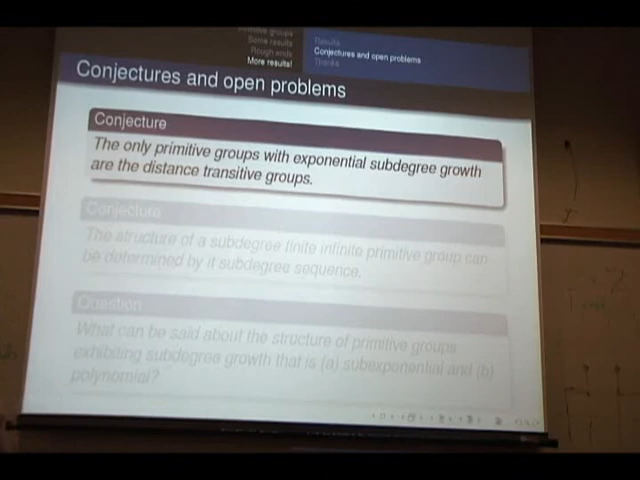 Some results
Rough ends
More results!
Results
Conjectures and open problems
Thanks
Conjectures and open problems
Conjecture
The only primitive groups with exponential subdegree growth
are the distance transitive groups.
Conjecture
The structure of a subdegree finite infinite primitive group can
be determined by it subdegree sequence.
Question
What can be said about the structure of primitive groups
exhibiting subdegree growth that is (a) subexponential and (b)
polynomial?